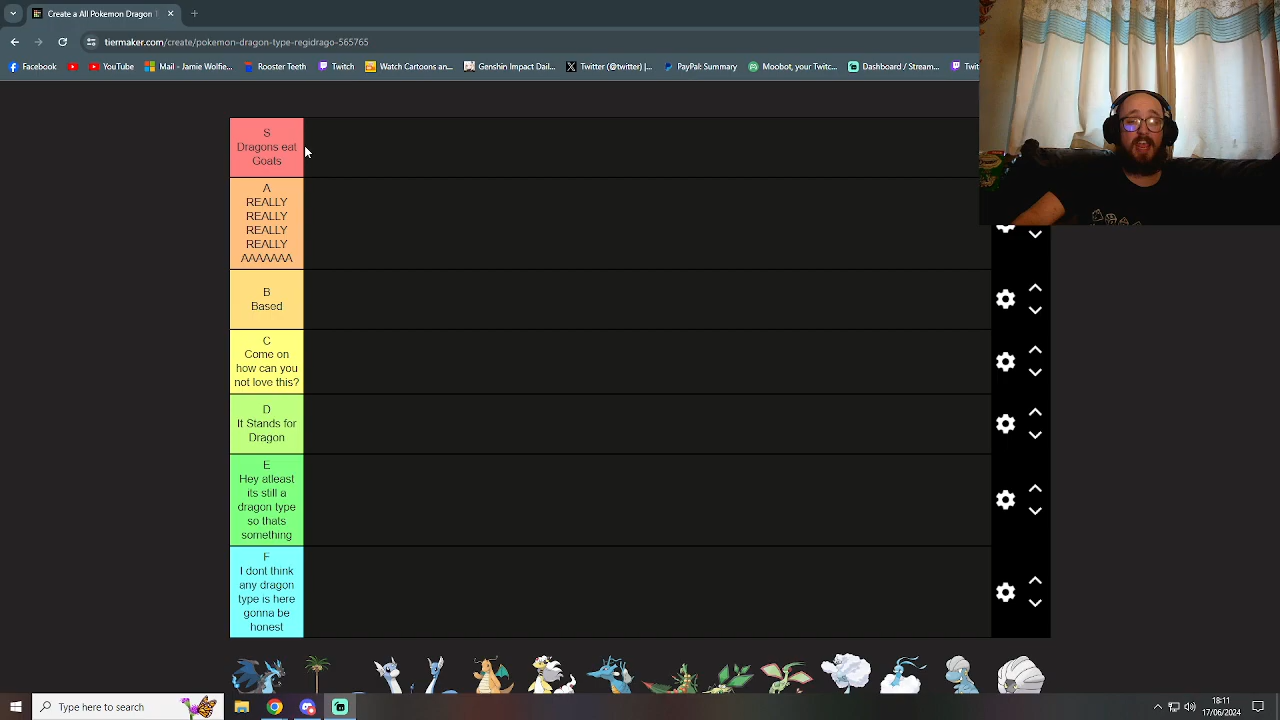 Create a All Pokemon Dragon T
tiermaker.com/create/pokemon-dragon-type-regidrago-565765
Facebook YouTube Mail - Jamie Wolfie... Rooster Teeth Twitch Watch Cartoons an... Genshin Impact Dail... Twitter (@twitter) |... PayPal Summary Mods for your Twitc... Dashboard / Stream... Twit
S
Dragons eat
Goats
A
REALLY
REALLY
REALLY
REALLY
AAAAAAA
B
Based
C
Come on
how can you
not love this?
D
It Stands for
Dragon
E
Hey atleast
its still a
dragon type
so thats
something
F
I dont think
any dragon
type is here
gonna be
honest
Type here to search
18:11
17/06/2024